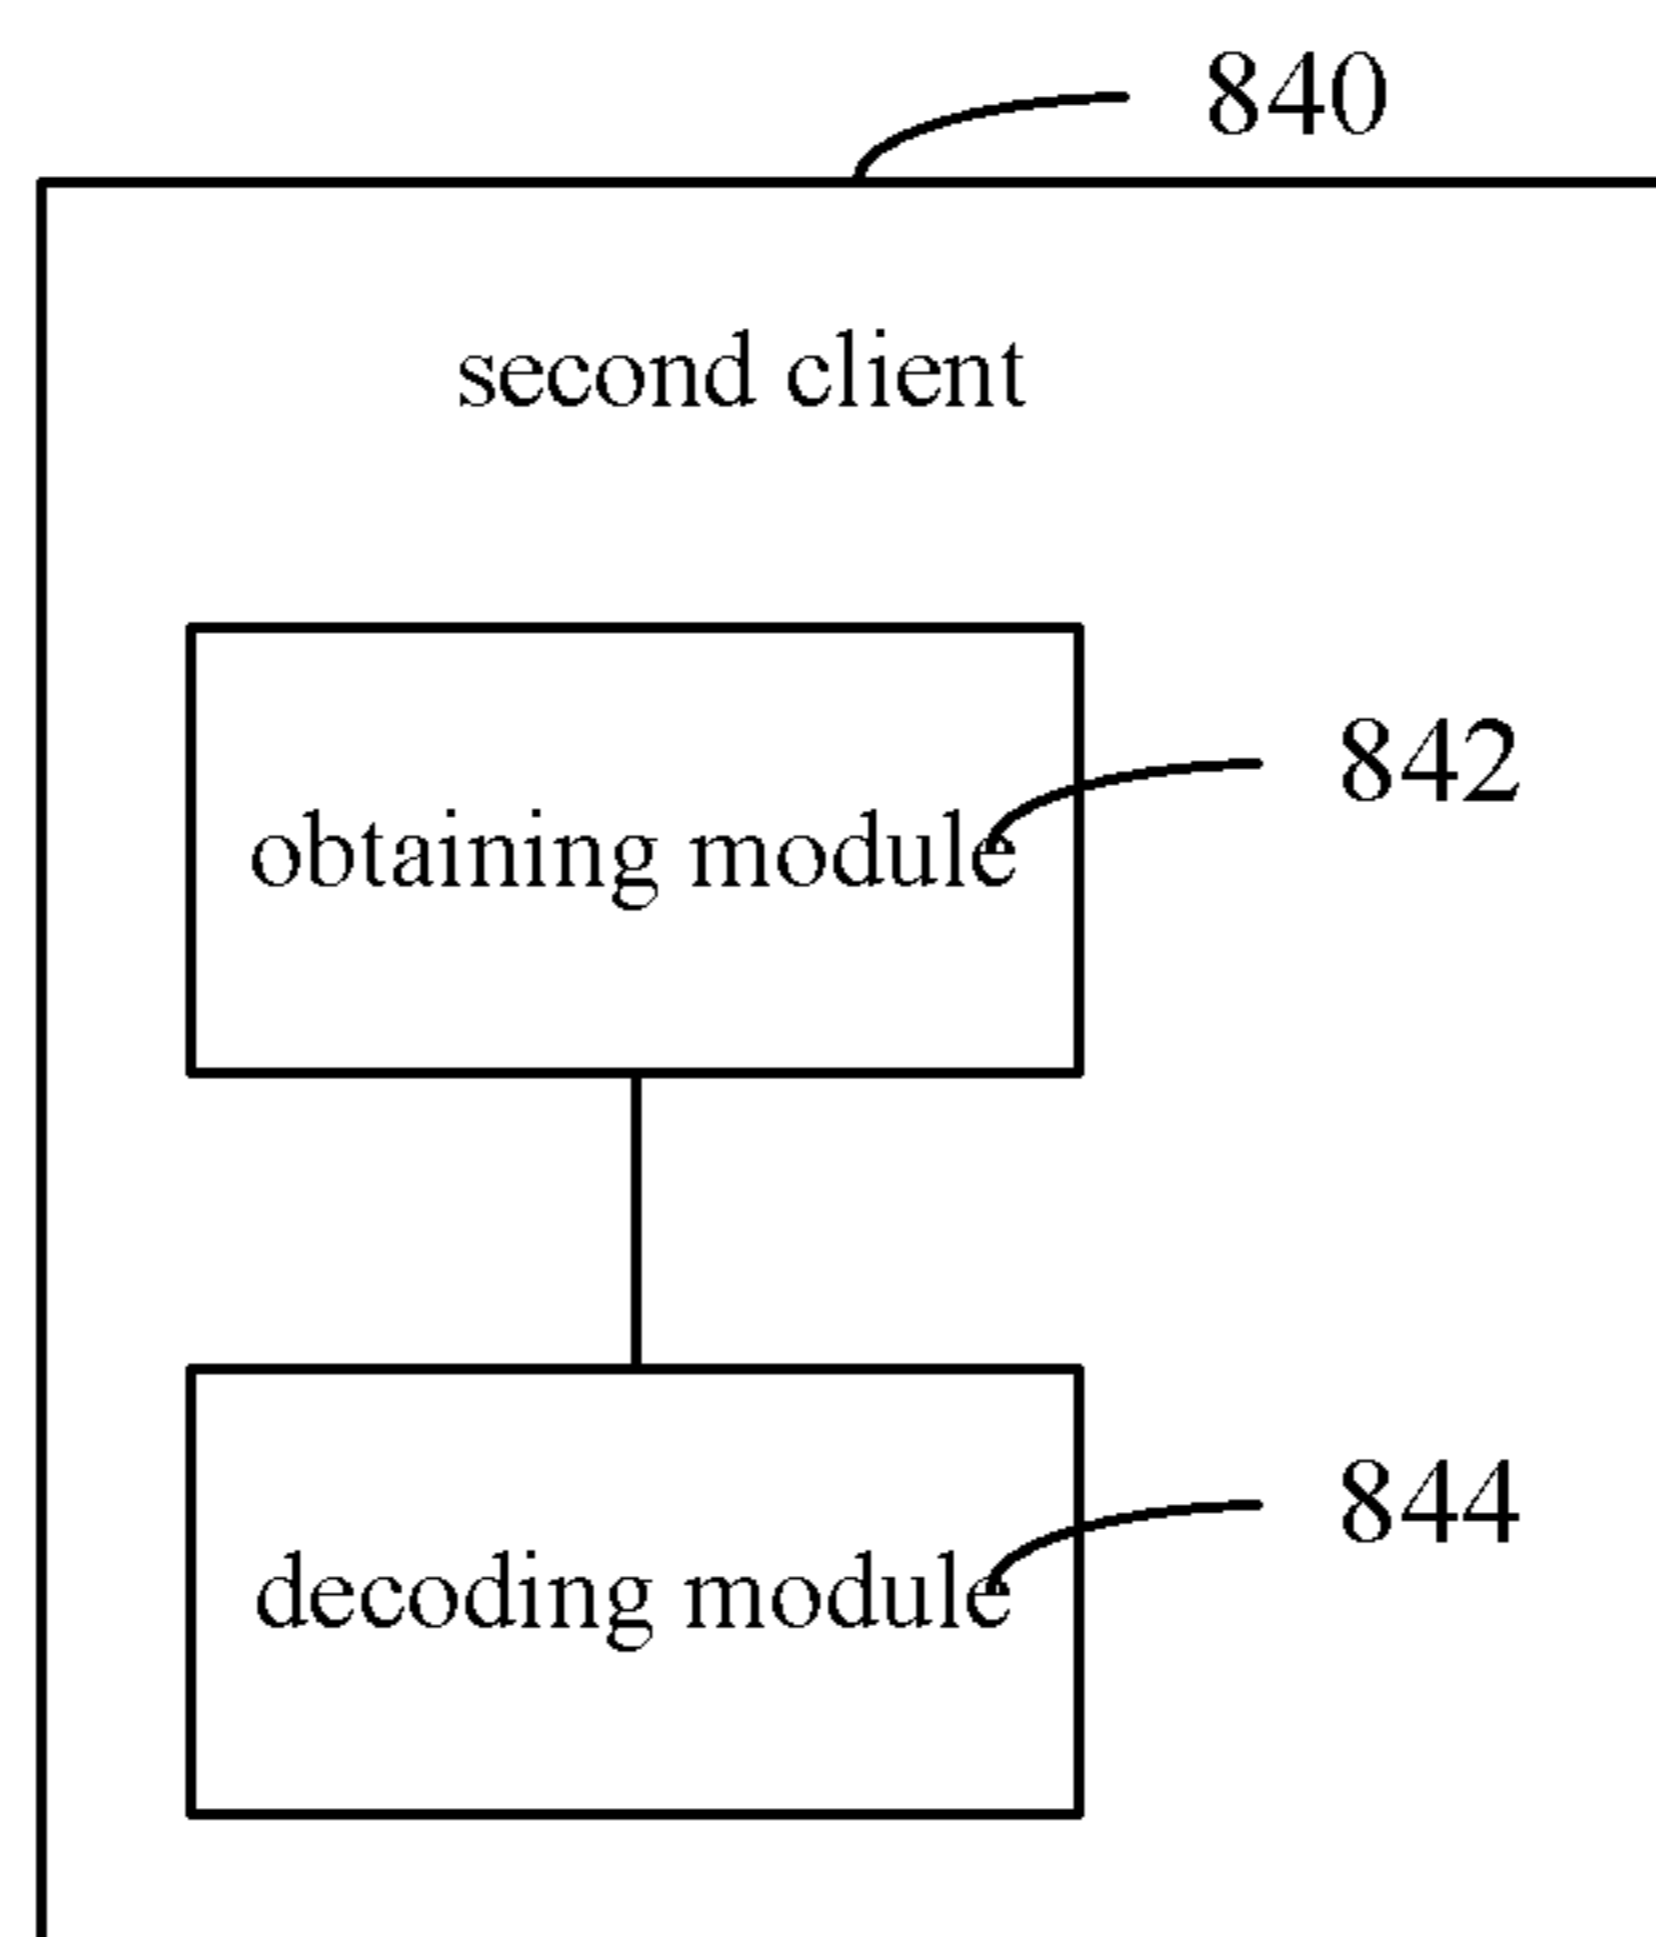 840
second client
842
obtaining module
844
decoding module